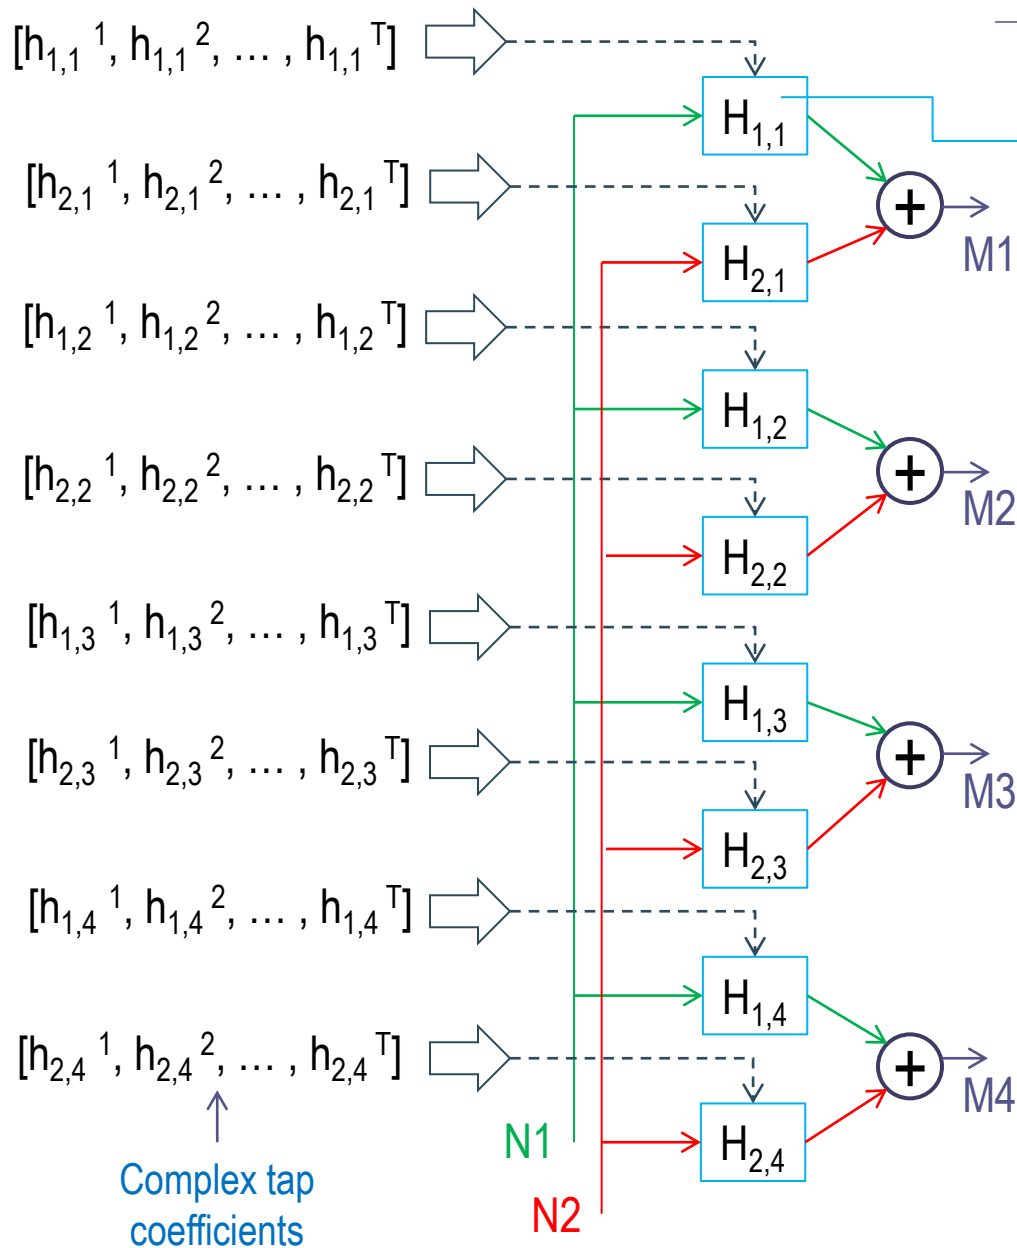 [h1,1 1, h1,1 2, … , h1,1 T]
H1,1
[h2,1 1, h2,1 2, … , h2,1 T]
+
M1
H2,1
[h1,2 1, h1,2 2, … , h1,2 T]
H1,2
[h2,2 1, h2,2 2, … , h2,2 T]
+
M2
H2,2
[h1,3 1, h1,3 2, … , h1,3 T]
H1,3
[h2,3 1, h2,3 2, … , h2,3 T]
+
M3
H2,3
[h1,4 1, h1,4 2, … , h1,4 T]
H1,4
[h2,4 1, h2,4 2, … , h2,4 T]
+
M4
N1
H2,4
Complex tap
coefficients
N2